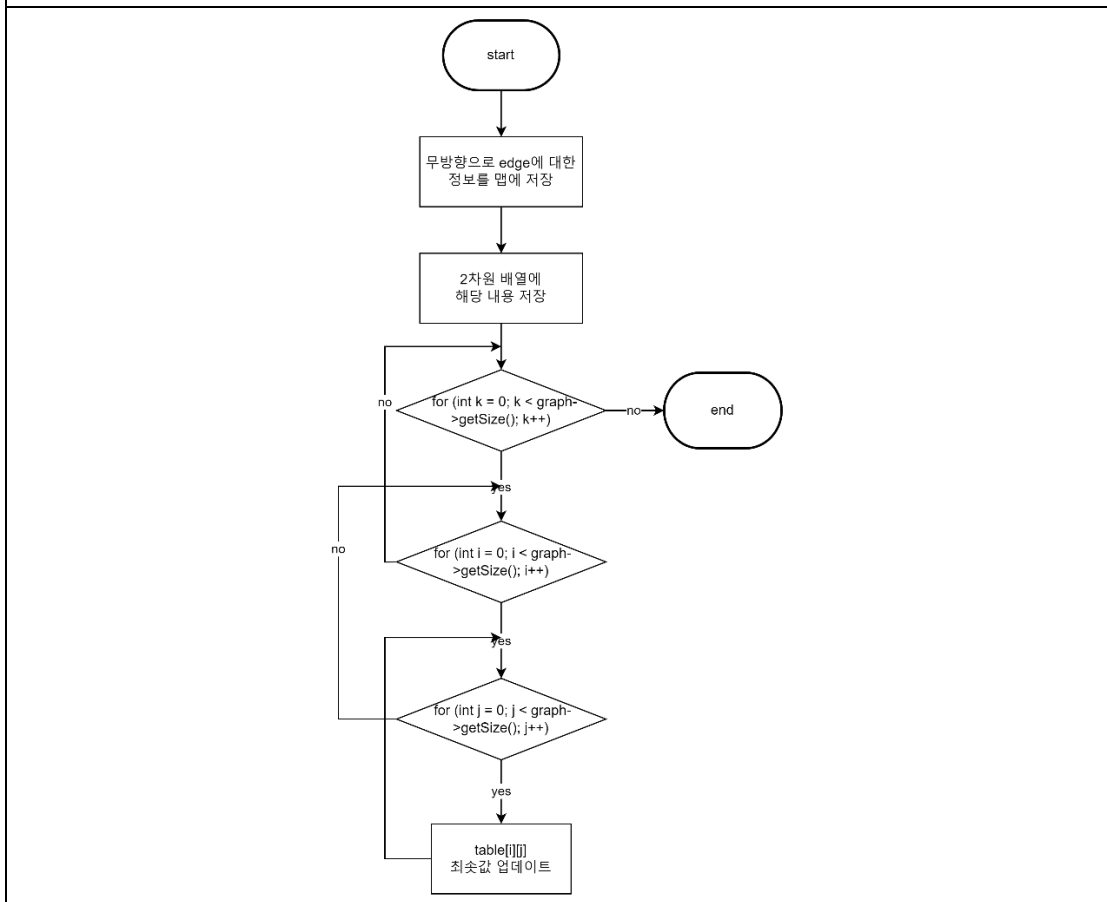 start
무방향으로 edge에 대한
정보를 맵에 저장
2차원 배열에
해당 내용 저장
no
for (int k = 0; k < graph-
>getSize(); k++)
no
end
yes
no
for (int i = 0; i < graph-
>getSize(); i++)
yes
for (int j = 0; j < graph-
>getSize(); j++)
yes
table[i][j]
최솟값 업데이트